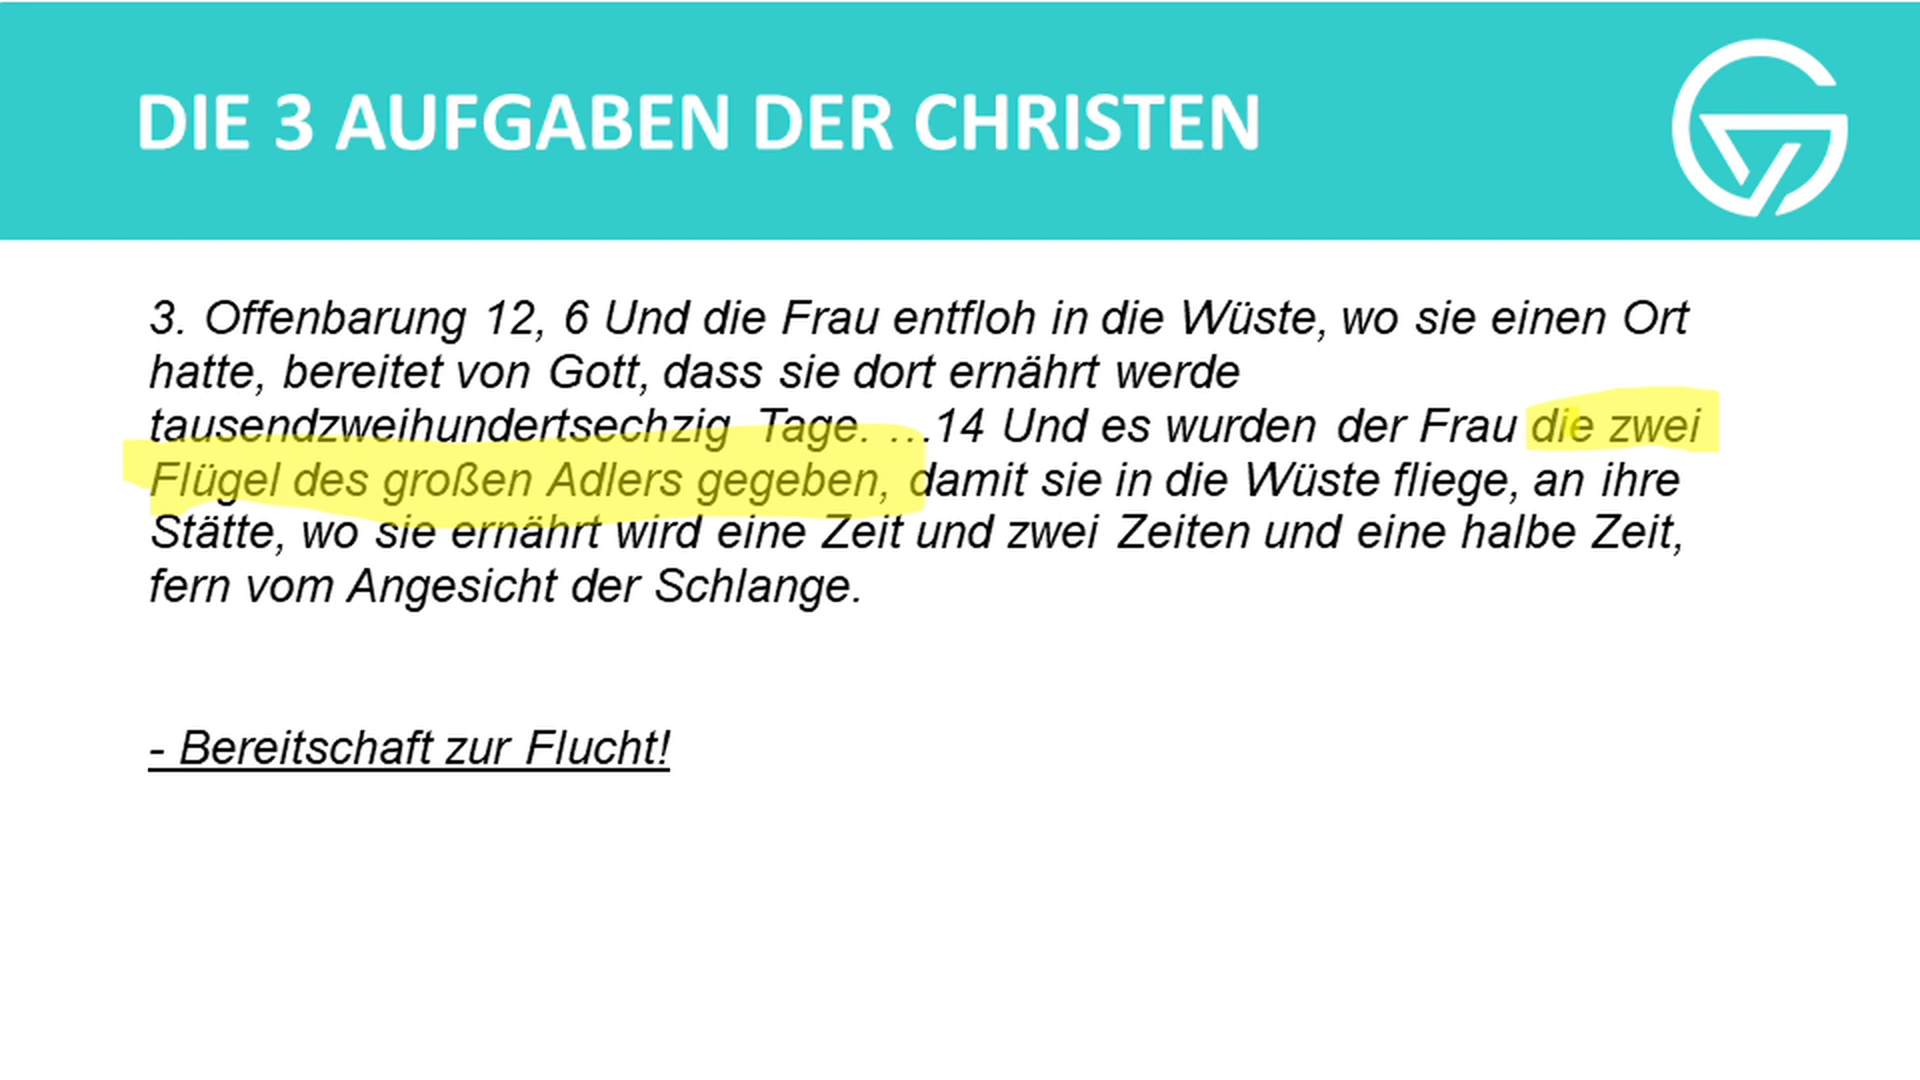 DIE 3 AUFGABEN DER CHRISTEN
3. Offenbarung 12, 6 Und die Frau entfloh in die Wüste, wo sie einen Ort
hatte, bereitet von Gott, dass sie dort ernährt werde
tausendzweihundertsechzig Tage. …14 Und es wurden der Frau die zwei
Flügel des großen Adlers gegeben, damit sie in die Wüste fliege, an ihre
Stätte, wo sie ernährt wird eine Zeit und zwei Zeiten und eine halbe Zeit,
fern vom Angesicht der Schlange.
- Bereitschaft zur Flucht!